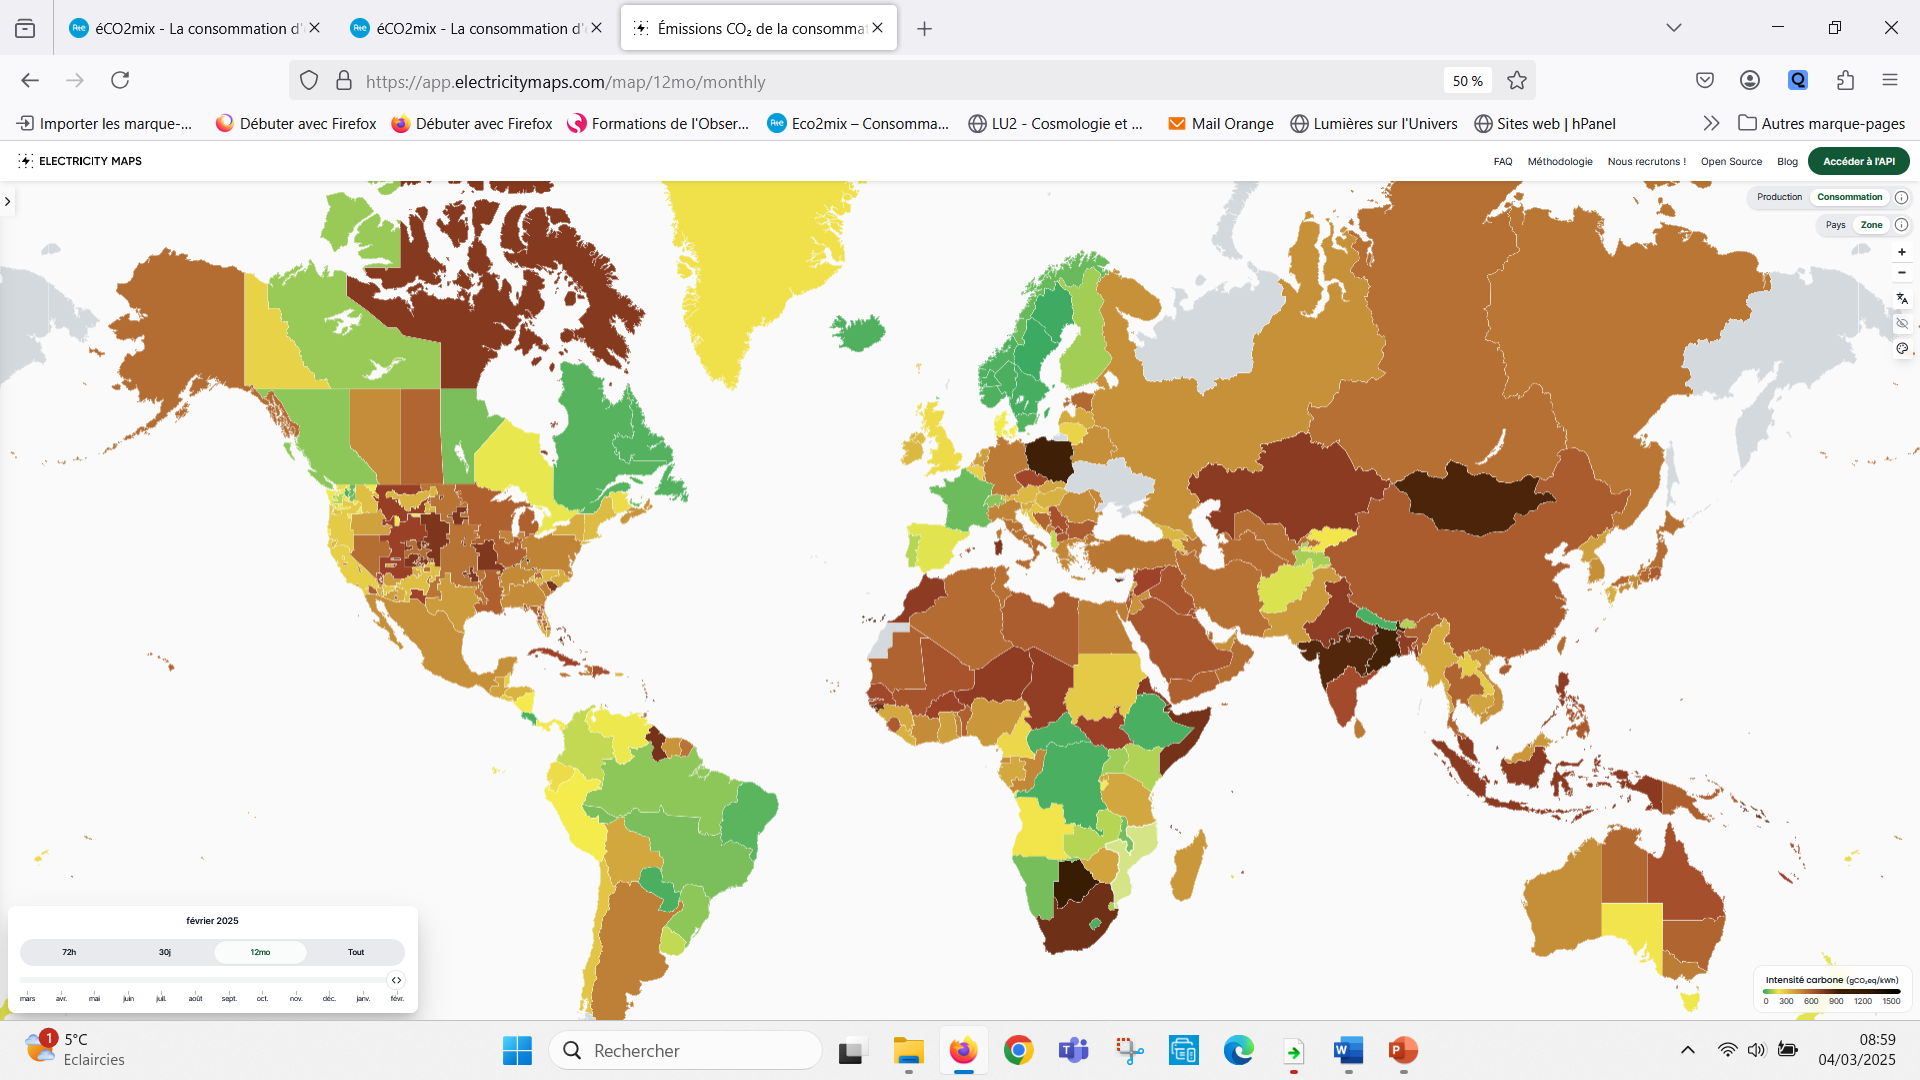 éCO2mix - La consommation d'
éCO2mix - La consommation d'
Émissions CO₂ de la consommat
https://app.electricitymaps.com/map/12mo/monthly
50 %
Importer les marque-...
Débuter avec Firefox
Débuter avec Firefox
Formations de l'Obser...
Eco2mix – Consomma...
LU2 - Cosmologie et ...
Mail Orange
Lumières sur l'Univers
Sites web | hPanel
Autres marque-pages
ELECTRICITY MAPS
FAQ
Méthodologie
Nous recrutons !
Open Source
Blog
Accéder à l'API
Production Consommation
Pays Zone
février 2025
72h 30j 12mo Tout
mars avr. mai juin juil. août sept. oct. nov. déc. janv. févr.
Intensité carbone (gCO₂eq/kWh)
0 300 600 900 1200 1500
1
5°C
Eclaircies
Rechercher
08:59
04/03/2025